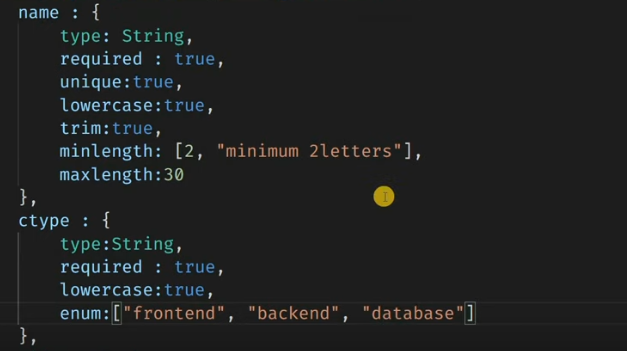 name : {
type: String,
required : true,
unique:true,
lowercase:true,
trim:true,
minlength: [2, "minimum 2letters"],
maxlength:30
},
ctype : {
type:String,
required : true,
lowercase:true,
enum:["frontend", "backend", "database"]
},